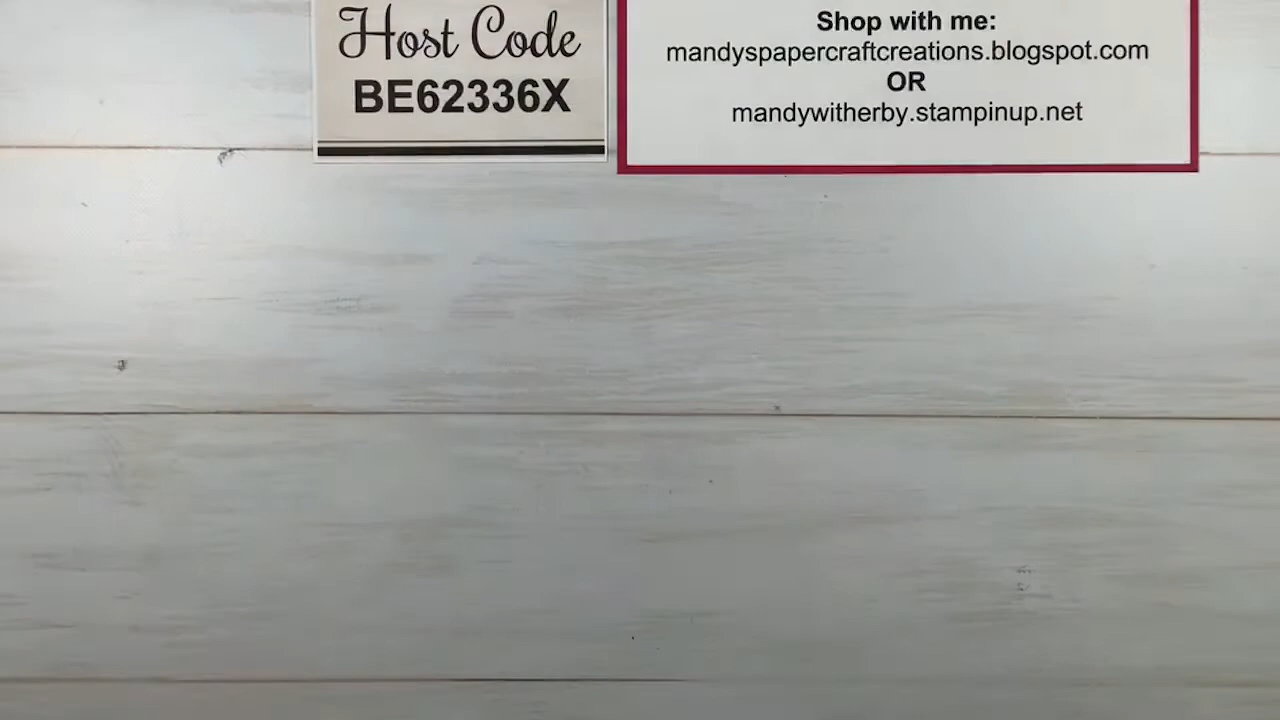 Host Code
BE62336X
Shop with me:
mandyspapercraftcreations.blogspot.com
OR
mandywitherby.stampinup.net